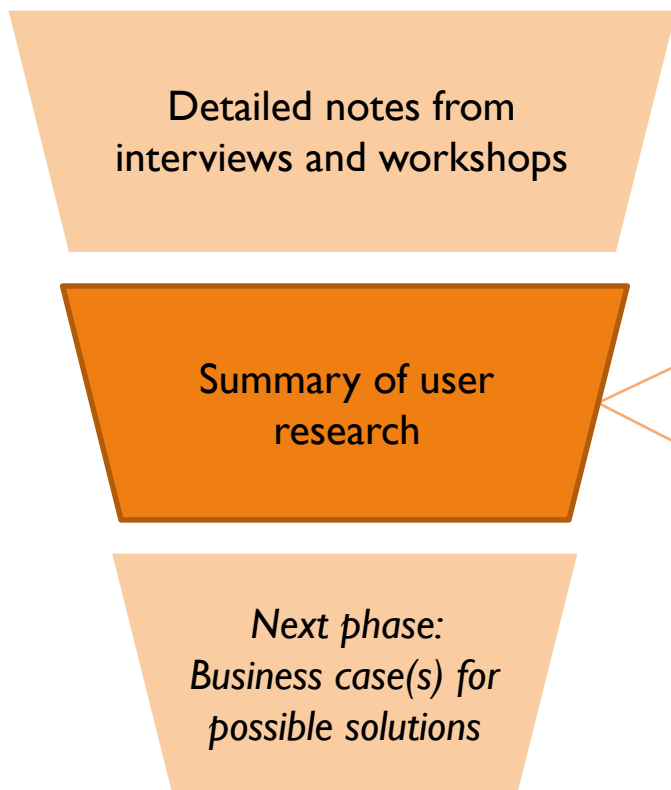 Detailed notes from
interviews and workshops
Summary of user
research
Next phase:
Business case(s) for
possible solutions